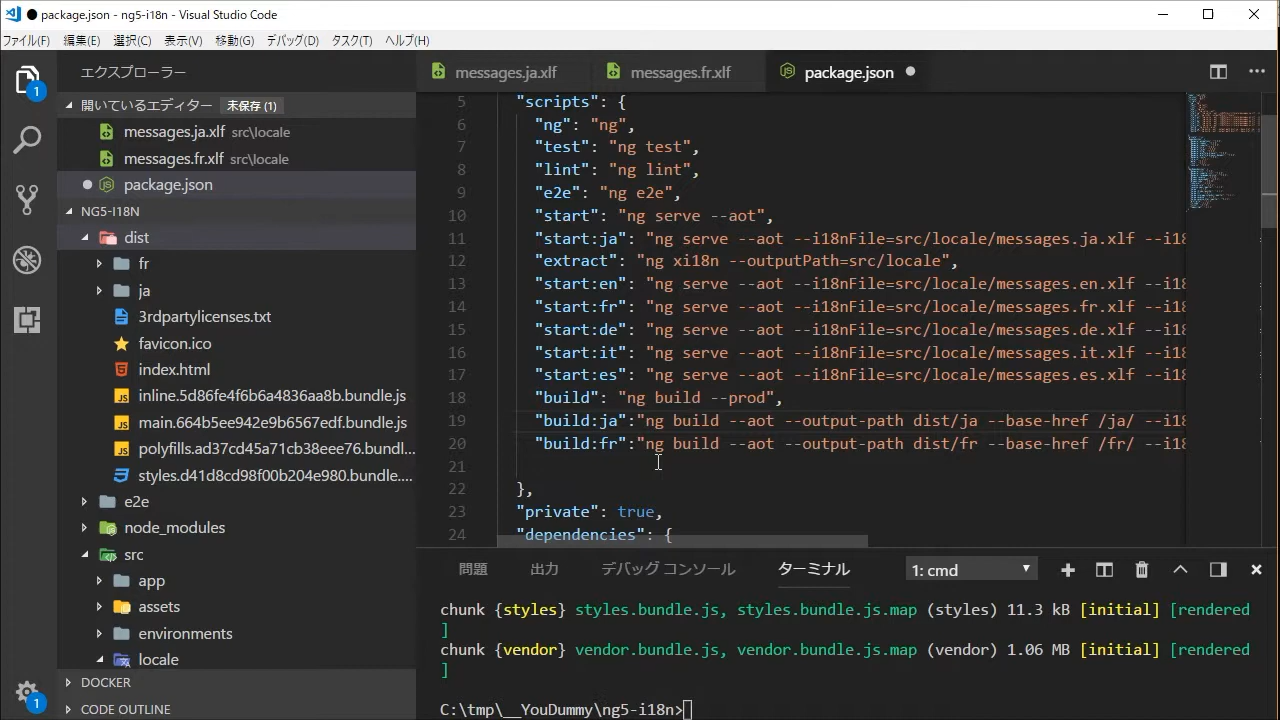 package.json - ng5-i18n - Visual Studio Code
ファイル(F) 編集(E) 選択(C) 表示(V) 移動(G) デバッグ(D) タスク(T) ヘルプ(H)
エクスプローラー
messages.ja.xlf messages.fr.xlf package.json
開いているエディター 未保存 (1)
messages.ja.xlf src\locale
messages.fr.xlf src\locale
package.json
NG5-I18N
dist
fr
ja
3rdpartylicenses.txt
favicon.ico
index.html
inline.5d86fe4f6b6a4836aa8b.bundle.js
main.664b5ee942e9b6567edf.bundle.js
polyfills.ad37cd45a71cb38eee76.bundl...
styles.d41d8cd98f00b204e980.bundle....
e2e
node_modules
src
app
assets
environments
locale
DOCKER
CODE OUTLINE
1
1
5 "scripts": {
6 "ng": "ng",
7 "test": "ng test",
8 "lint": "ng lint",
9 "e2e": "ng e2e",
10 "start": "ng serve --aot",
11 "start:ja": "ng serve --aot --i18nFile=src/locale/messages.ja.xlf --i18
12 "extract": "ng xi18n --outputPath=src/locale",
13 "start:en": "ng serve --aot --i18nFile=src/locale/messages.en.xlf --i18
14 "start:fr": "ng serve --aot --i18nFile=src/locale/messages.fr.xlf --i18
15 "start:de": "ng serve --aot --i18nFile=src/locale/messages.de.xlf --i18
16 "start:it": "ng serve --aot --i18nFile=src/locale/messages.it.xlf --i18
17 "start:es": "ng serve --aot --i18nFile=src/locale/messages.es.xlf --i18
18 "build": "ng build --prod",
19 "build:ja":"ng build --aot --output-path dist/ja --base-href /ja/ --i18
20 "build:fr":"ng build --aot --output-path dist/fr --base-href /fr/ --i18
21
22 },
23 "private": true,
24 "dependencies": {
問題 出力 デバッグ コンソール ターミナル 1: cmd
chunk {styles} styles.bundle.js, styles.bundle.js.map (styles) 11.3 kB [initial] [rendered
]
chunk {vendor} vendor.bundle.js, vendor.bundle.js.map (vendor) 1.06 MB [initial] [rendered
]
C:\tmp\__YouDummy\ng5-i18n>